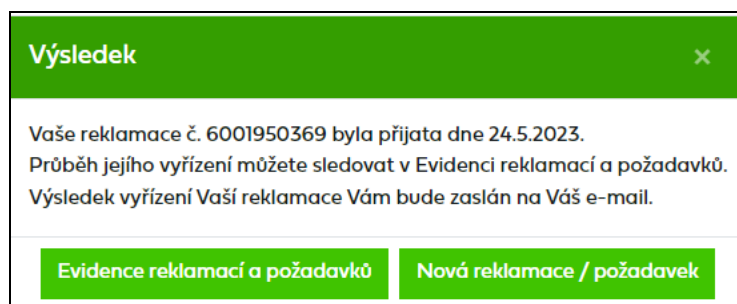 Výsledek ×
Vaše reklamace č. 6001950369 byla přijata dne 24.5.2023.
Průběh jejího vyřízení můžete sledovat v Evidenci reklamací a požadavků.
Výsledek vyřízení Vaší reklamace Vám bude zaslán na Váš e-mail.
Evidence reklamací a požadavků Nová reklamace / požadavek